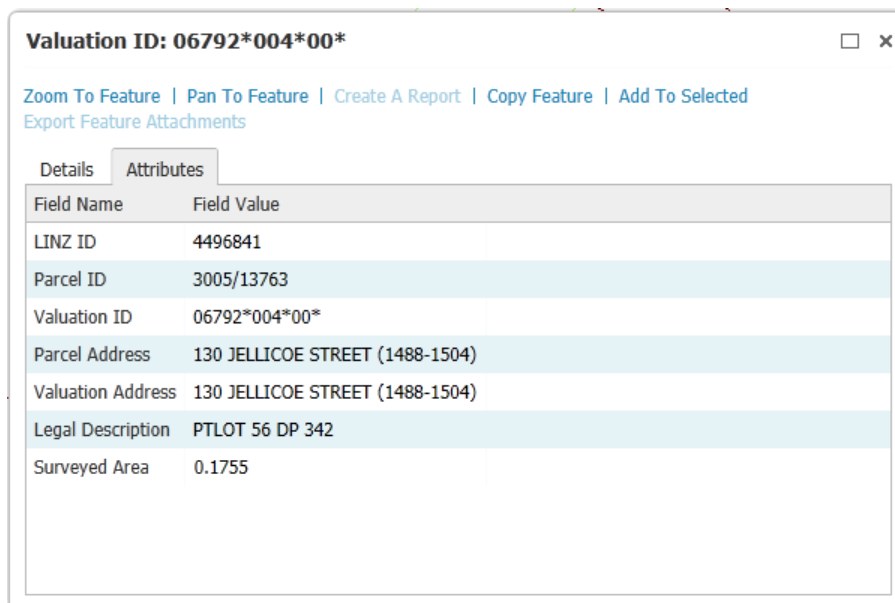 Valuation ID: 06792*004*00*
Zoom To Feature | Pan To Feature | Create A Report | Copy Feature | Add To Selected
Export Feature Attachments
Details Attributes
Field Name Field Value
LINZ ID 4496841
Parcel ID 3005/13763
Valuation ID 06792*004*00*
Parcel Address 130 JELLICOE STREET (1488-1504)
Valuation Address 130 JELLICOE STREET (1488-1504)
Legal Description PTLOT 56 DP 342
Surveyed Area 0.1755